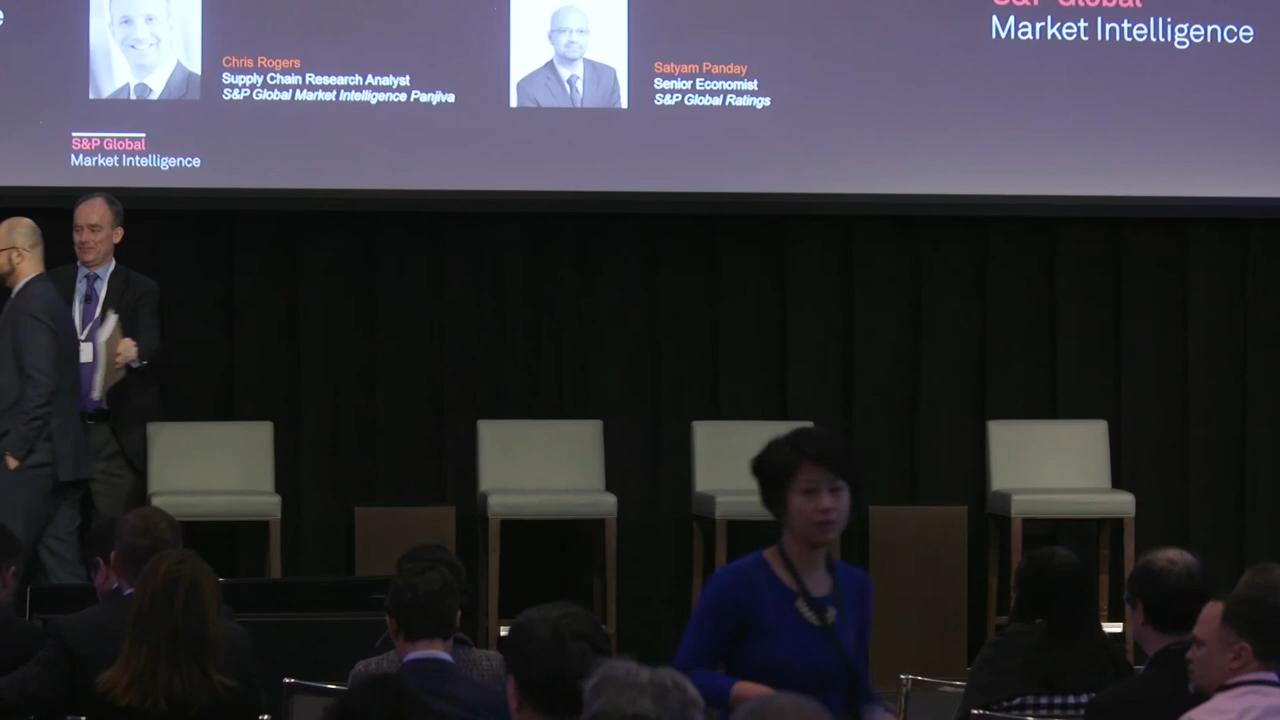 S&P Global
Market Intelligence
Chris Rogers
Supply Chain Research Analyst
S&P Global Market Intelligence Panjiva
Satyam Panday
Senior Economist
S&P Global Ratings
S&P Global
Market Intelligence